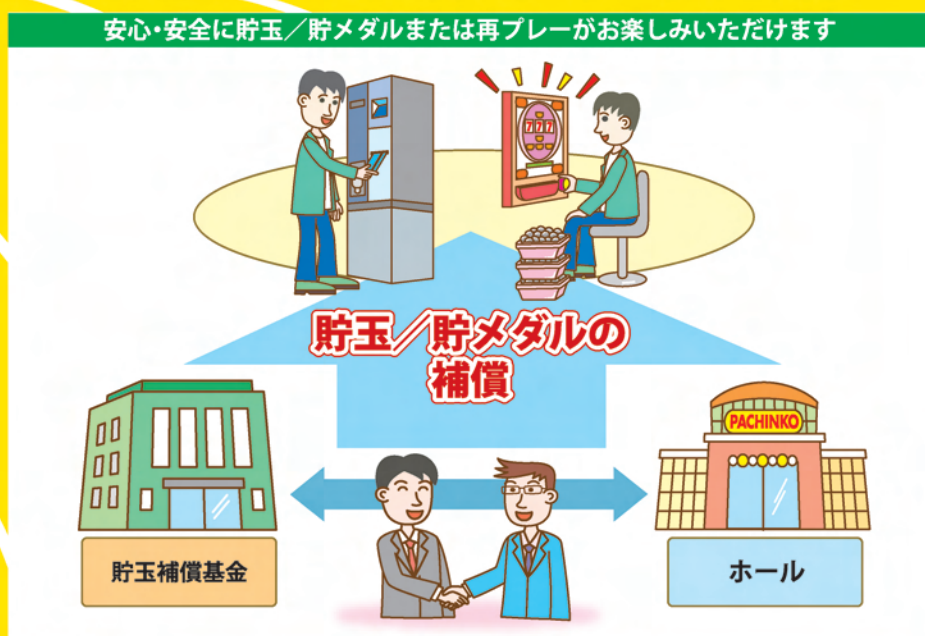 安心・安全に貯玉／貯メダルまたは再プレーがお楽しみいただけます
777
貯玉／貯メダルの
補償
PACHINKO
貯玉補償基金
ホール